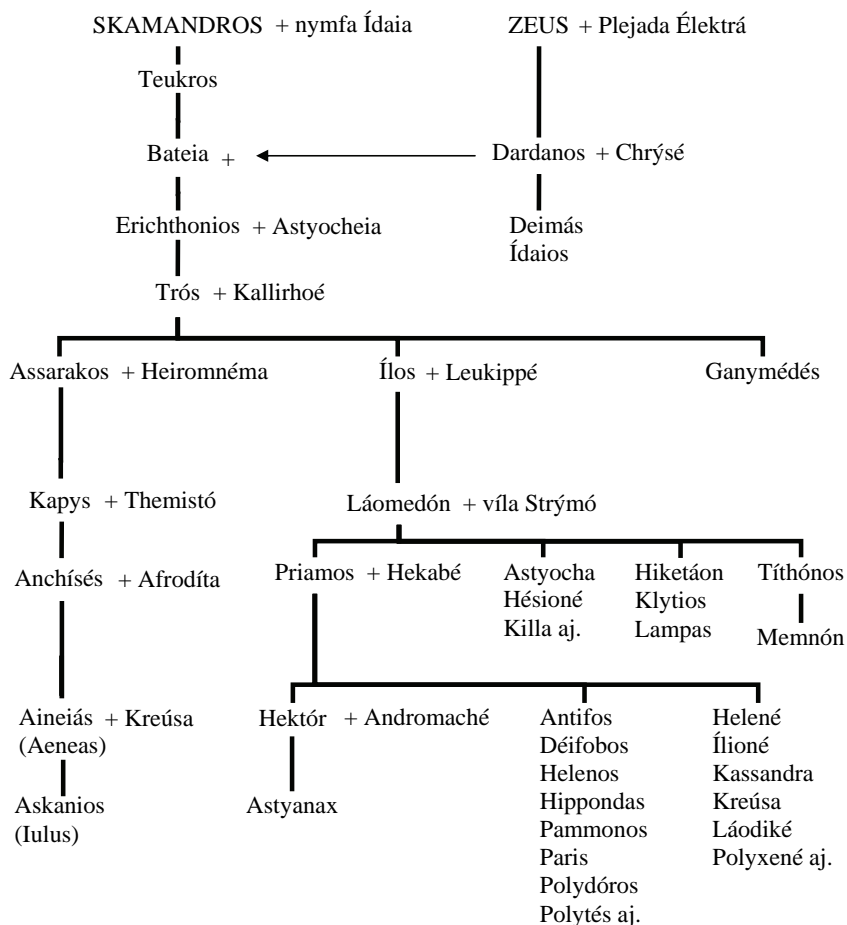 SKAMANDROS + nymfa Ídaia
ZEUS + Plejada Élektrá
Teukros
Bateia +
Dardanos + Chrýsé
Erichthonios + Astyocheia
Deimás
Ídaios
Trós + Kallirhoé
Assarakos + Heiromnéma
Ílos + Leukippé
Ganymédés
Kapys + Themistó
Láomedón + víla Strýmó
Anchísés + Afrodíta
Priamos + Hekabé
Astyocha
Hésioné
Killa aj.
Hiketáon
Klytios
Lampas
Títhónos
Memnón
Aineiás + Kreúsa
(Aeneas)
Hektór + Andromaché
Antifos
Déifobos
Helenos
Hippondas
Pammonos
Paris
Polydóros
Polytés aj.
Helené
Ílioné
Kassandra
Kreúsa
Láodiké
Polyxené aj.
Askanios
(Iulus)
Astyanax